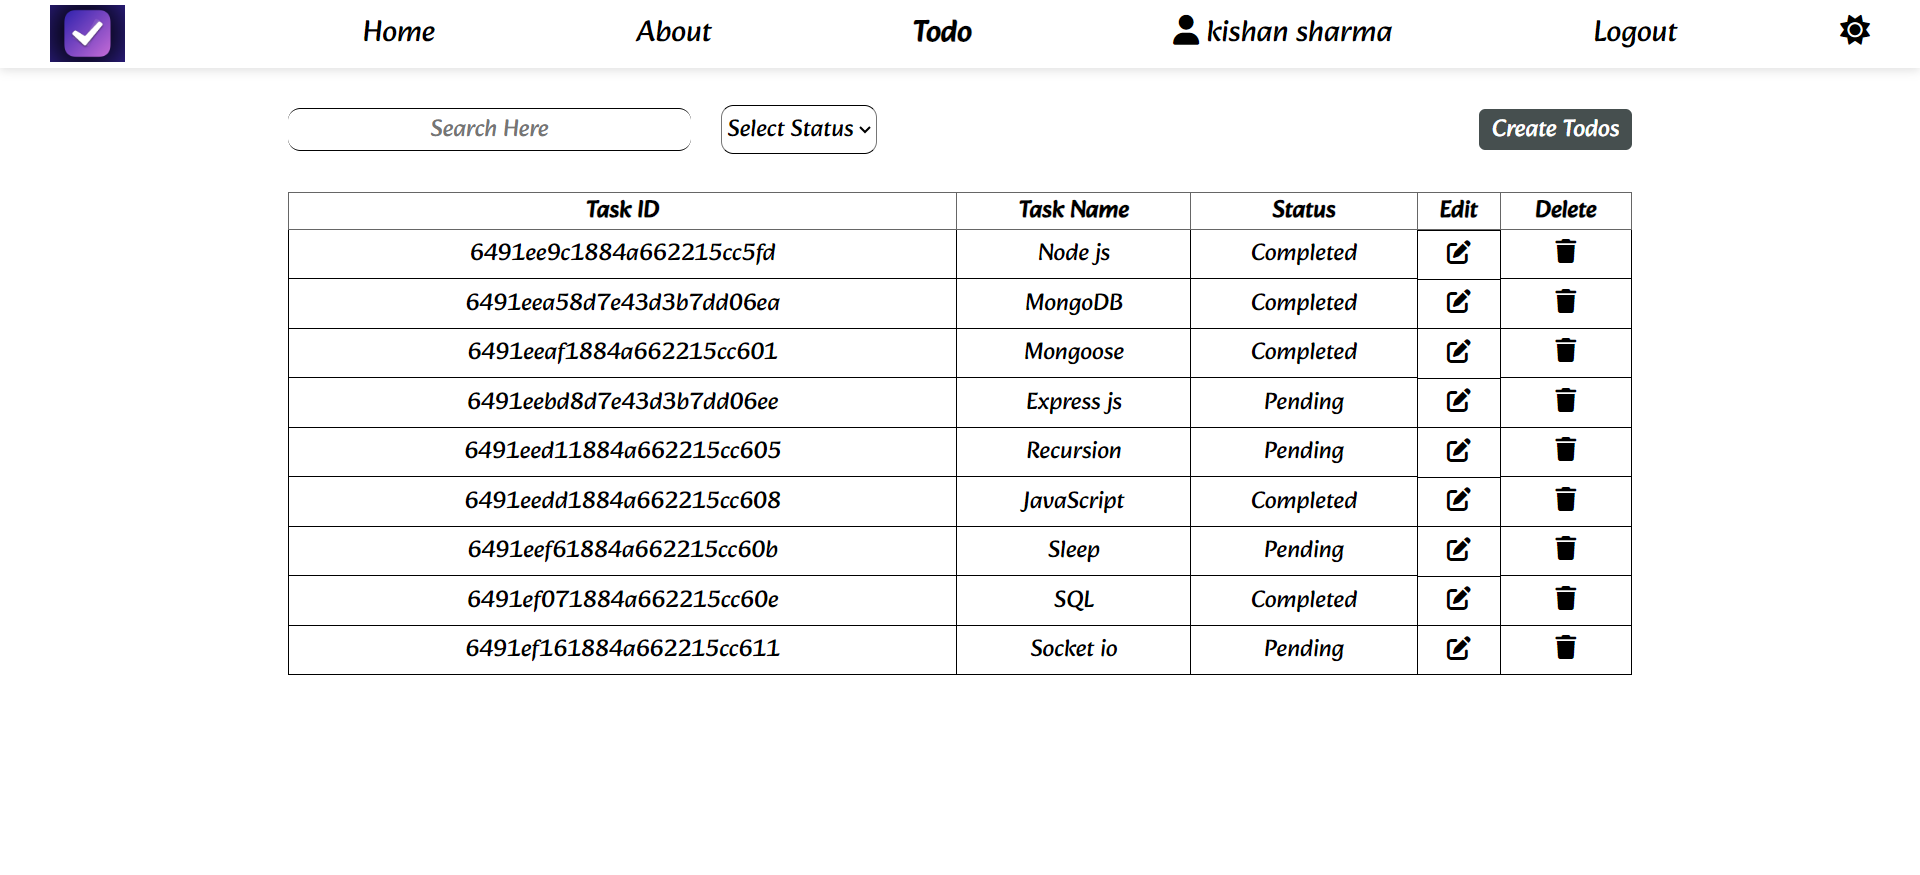 Home About Todo kishan sharma Logout
Search Here Select Status Create Todos
Task ID Task Name Status Edit Delete
6491ee9c1884a662215cc5fd Node js Completed
6491eea58d7e43d3b7dd06ea MongoDB Completed
6491eeaf1884a662215cc601 Mongoose Completed
6491eebd8d7e43d3b7dd06ee Express js Pending
6491eed11884a662215cc605 Recursion Pending
6491eedd1884a662215cc608 JavaScript Completed
6491eef61884a662215cc60b Sleep Pending
6491ef071884a662215cc60e SQL Completed
6491ef161884a662215cc611 Socket io Pending